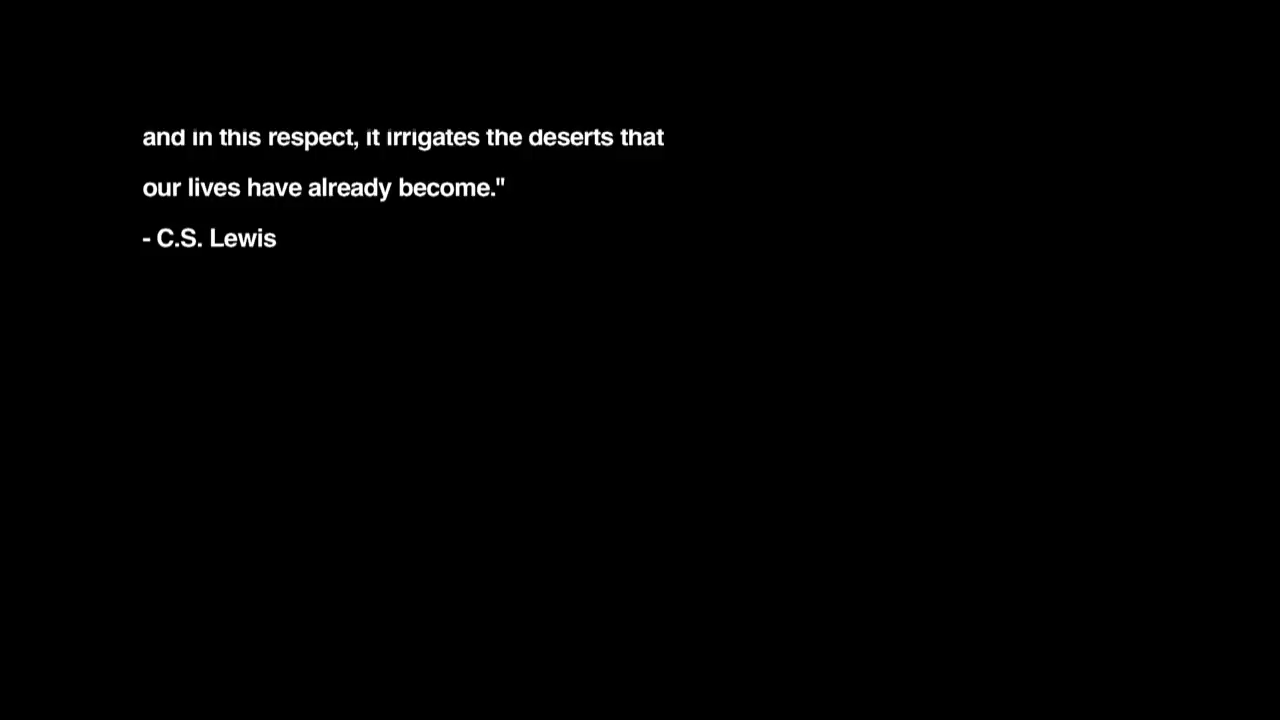 and in this respect, it irrigates the deserts that
our lives have already become."
- C.S. Lewis